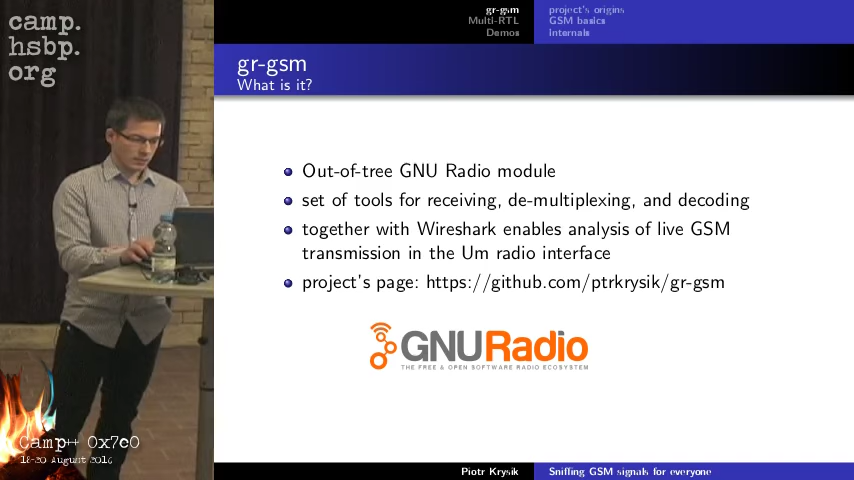 camp.
hsbp.
org
gr-gsm
Multi-RTL
Demos
project's origins
GSM basics
Internals
gr-gsm
What is it?
Out-of-tree GNU Radio module
set of tools for receiving, de-multiplexing, and decoding
together with Wireshark enables analysis of live GSM
transmission in the Um radio interface
project's page: https://github.com/ptrkrysik/gr-gsm
GNURadio
THE FREE & OPEN SOFTWARE RADIO ECOSYSTEM
Camp++ 0x7e0
18-20 August 2016
Piotr Krysik
Sniffing GSM signals for everyone